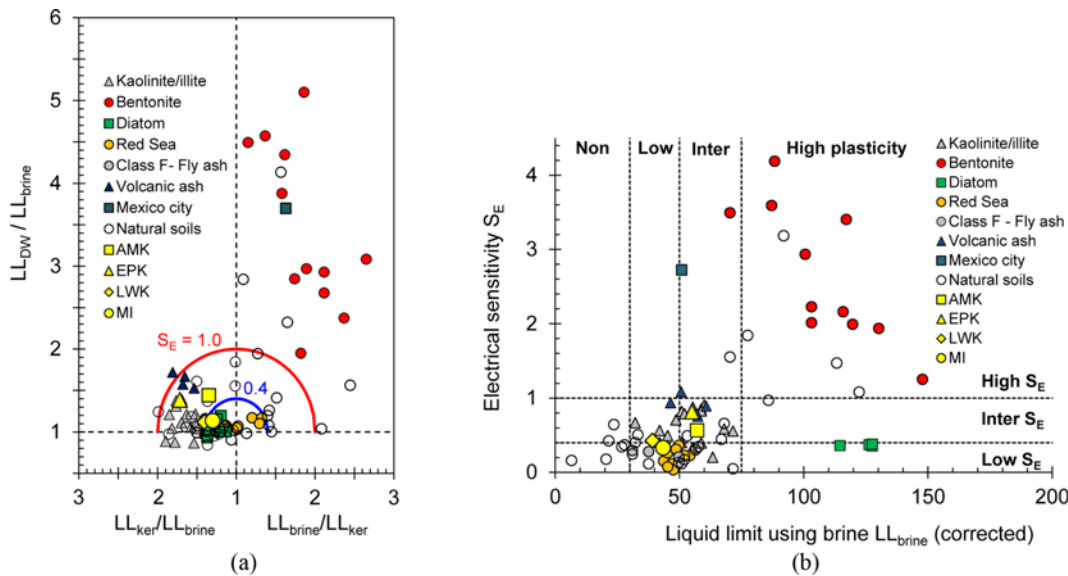 6
5
4
3
2
1
LL_DW / LL_brine
Kaolinite/illite
Bentonite
Diatom
Red Sea
Class F- Fly ash
Volcanic ash
Mexico city
Natural soils
AMK
EPK
LWK
MI
S_E = 1.0
0.4
3 2 1 2 3
LL_ker/LL_brine LL_brine/LL_ker
(a)
5
4
3
2
1
0
Electrical sensitivity S_E
Non Low Inter High plasticity
Kaolinite/illite
Bentonite
Diatom
Red Sea
Class F - Fly ash
Volcanic ash
Mexico city
Natural soils
AMK
EPK
LWK
MI
High S_E
Inter S_E
Low S_E
0 50 100 150 200
Liquid limit using brine LL_brine (corrected)
(b)